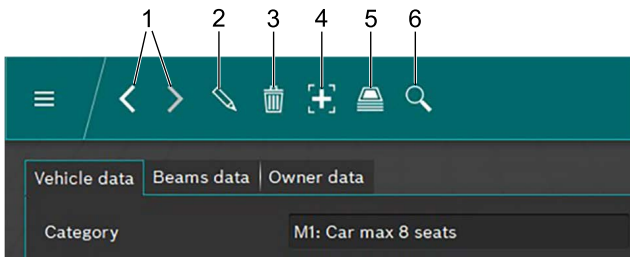 1 2 3 4 5 6
Vehicle data Beams data Owner data
Category M1: Car max 8 seats